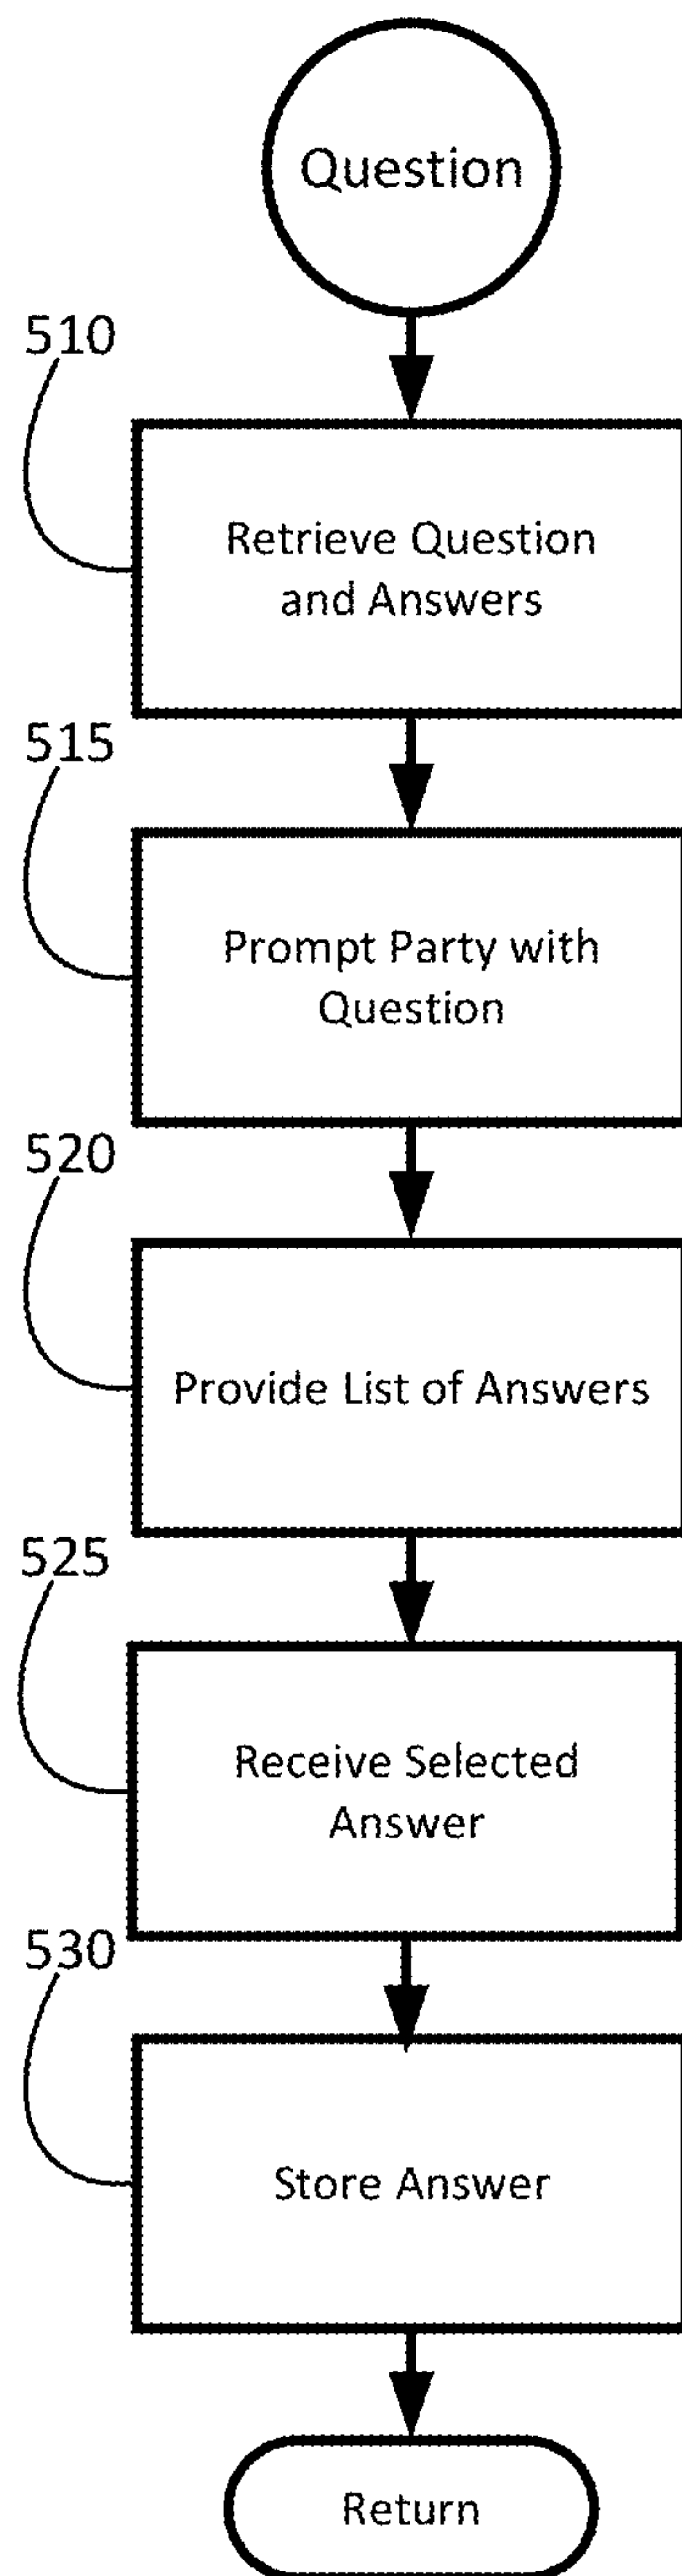 Question
510
Retrieve Question
and Answers
515
Prompt Party with
Question
520
Provide List of Answers
525
Receive Selected
Answer
530
Store Answer
Return